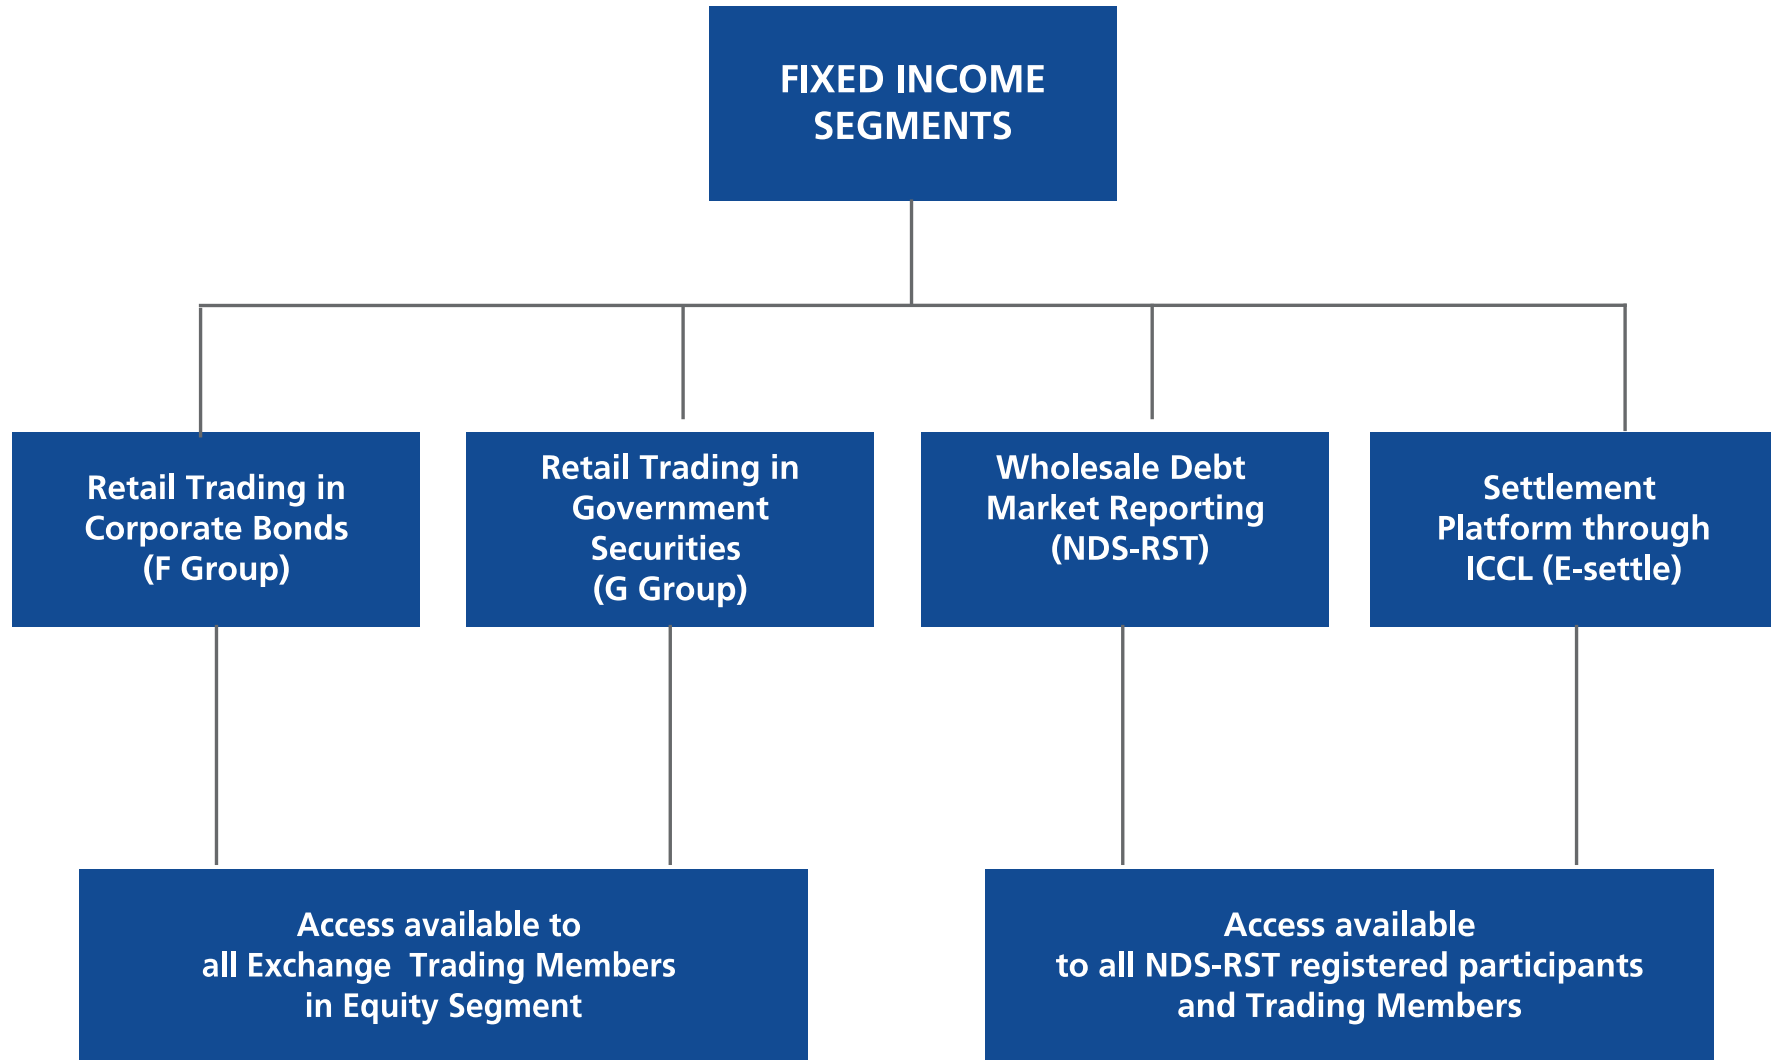 FIXED INCOME
SEGMENTS
Retail Trading in
Corporate Bonds
(F Group)
Retail Trading in
Government
Securities
(G Group)
Wholesale Debt
Market Reporting
(NDS-RST)
Settlement
Platform through
ICCL (E-settle)
Access available to
all Exchange Trading Members
in Equity Segment
Access available
to all NDS-RST registered participants
and Trading Members